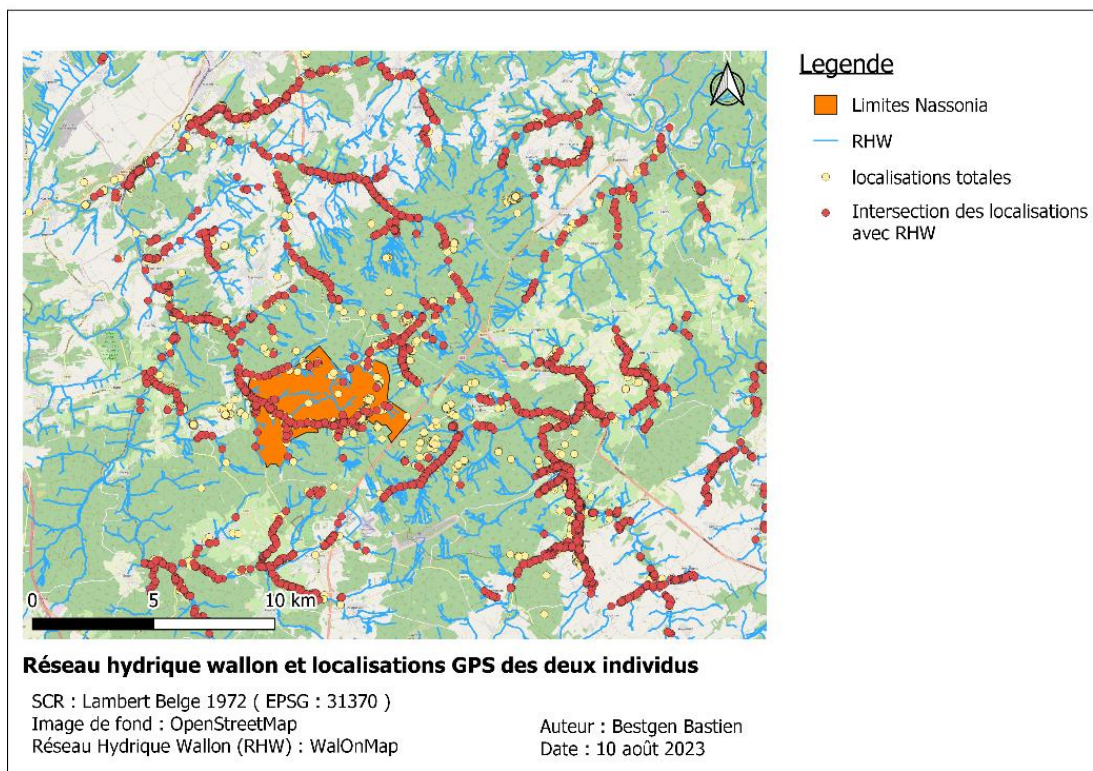 Legende
Limites Nassonia
RHW
localisations totales
Intersection des localisations
avec RHW
0 5 10 km
Réseau hydrique wallon et localisations GPS des deux individus
SCR : Lambert Belge 1972 ( EPSG : 31370 )
Image de fond : OpenStreetMap
Réseau Hydrique Wallon (RHW) : WalOnMap
Auteur : Bestgen Bastien
Date : 10 août 2023